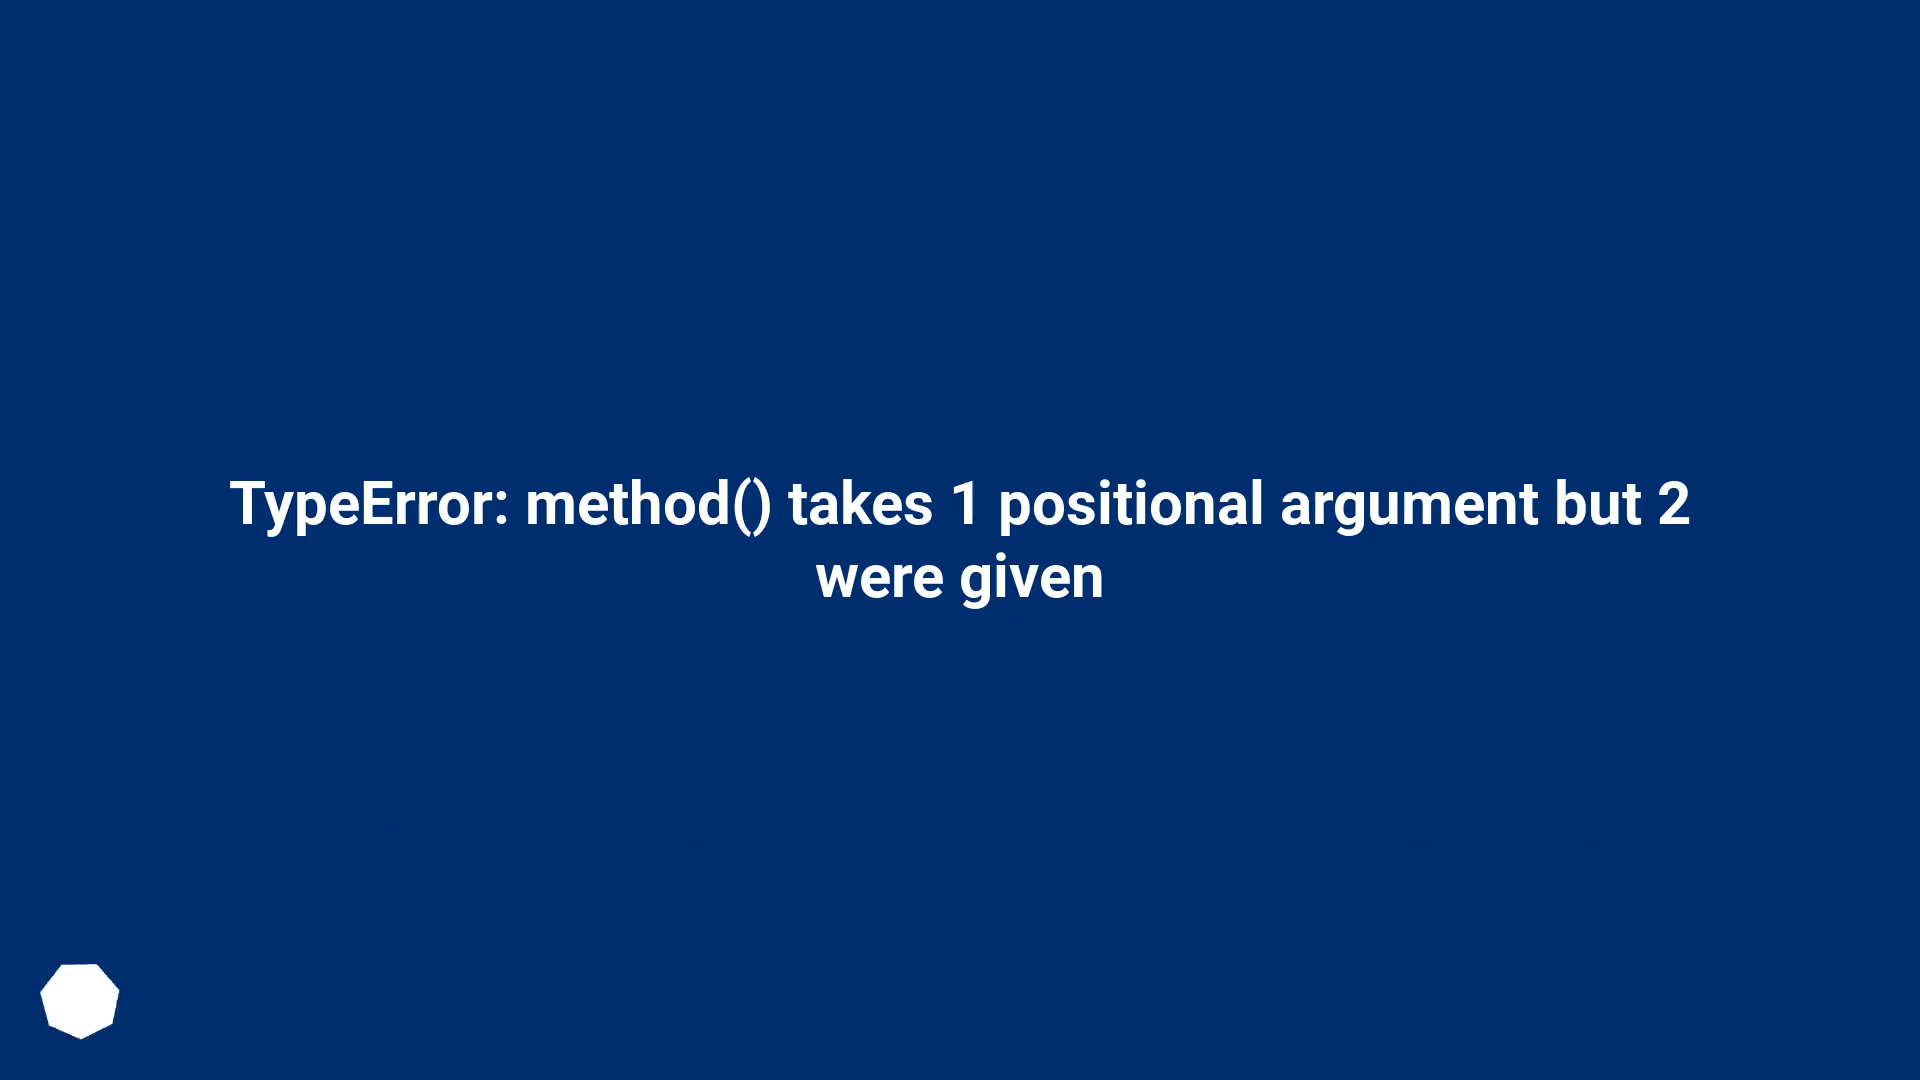 TypeError: method() takes 1 positional argument but 2
were given